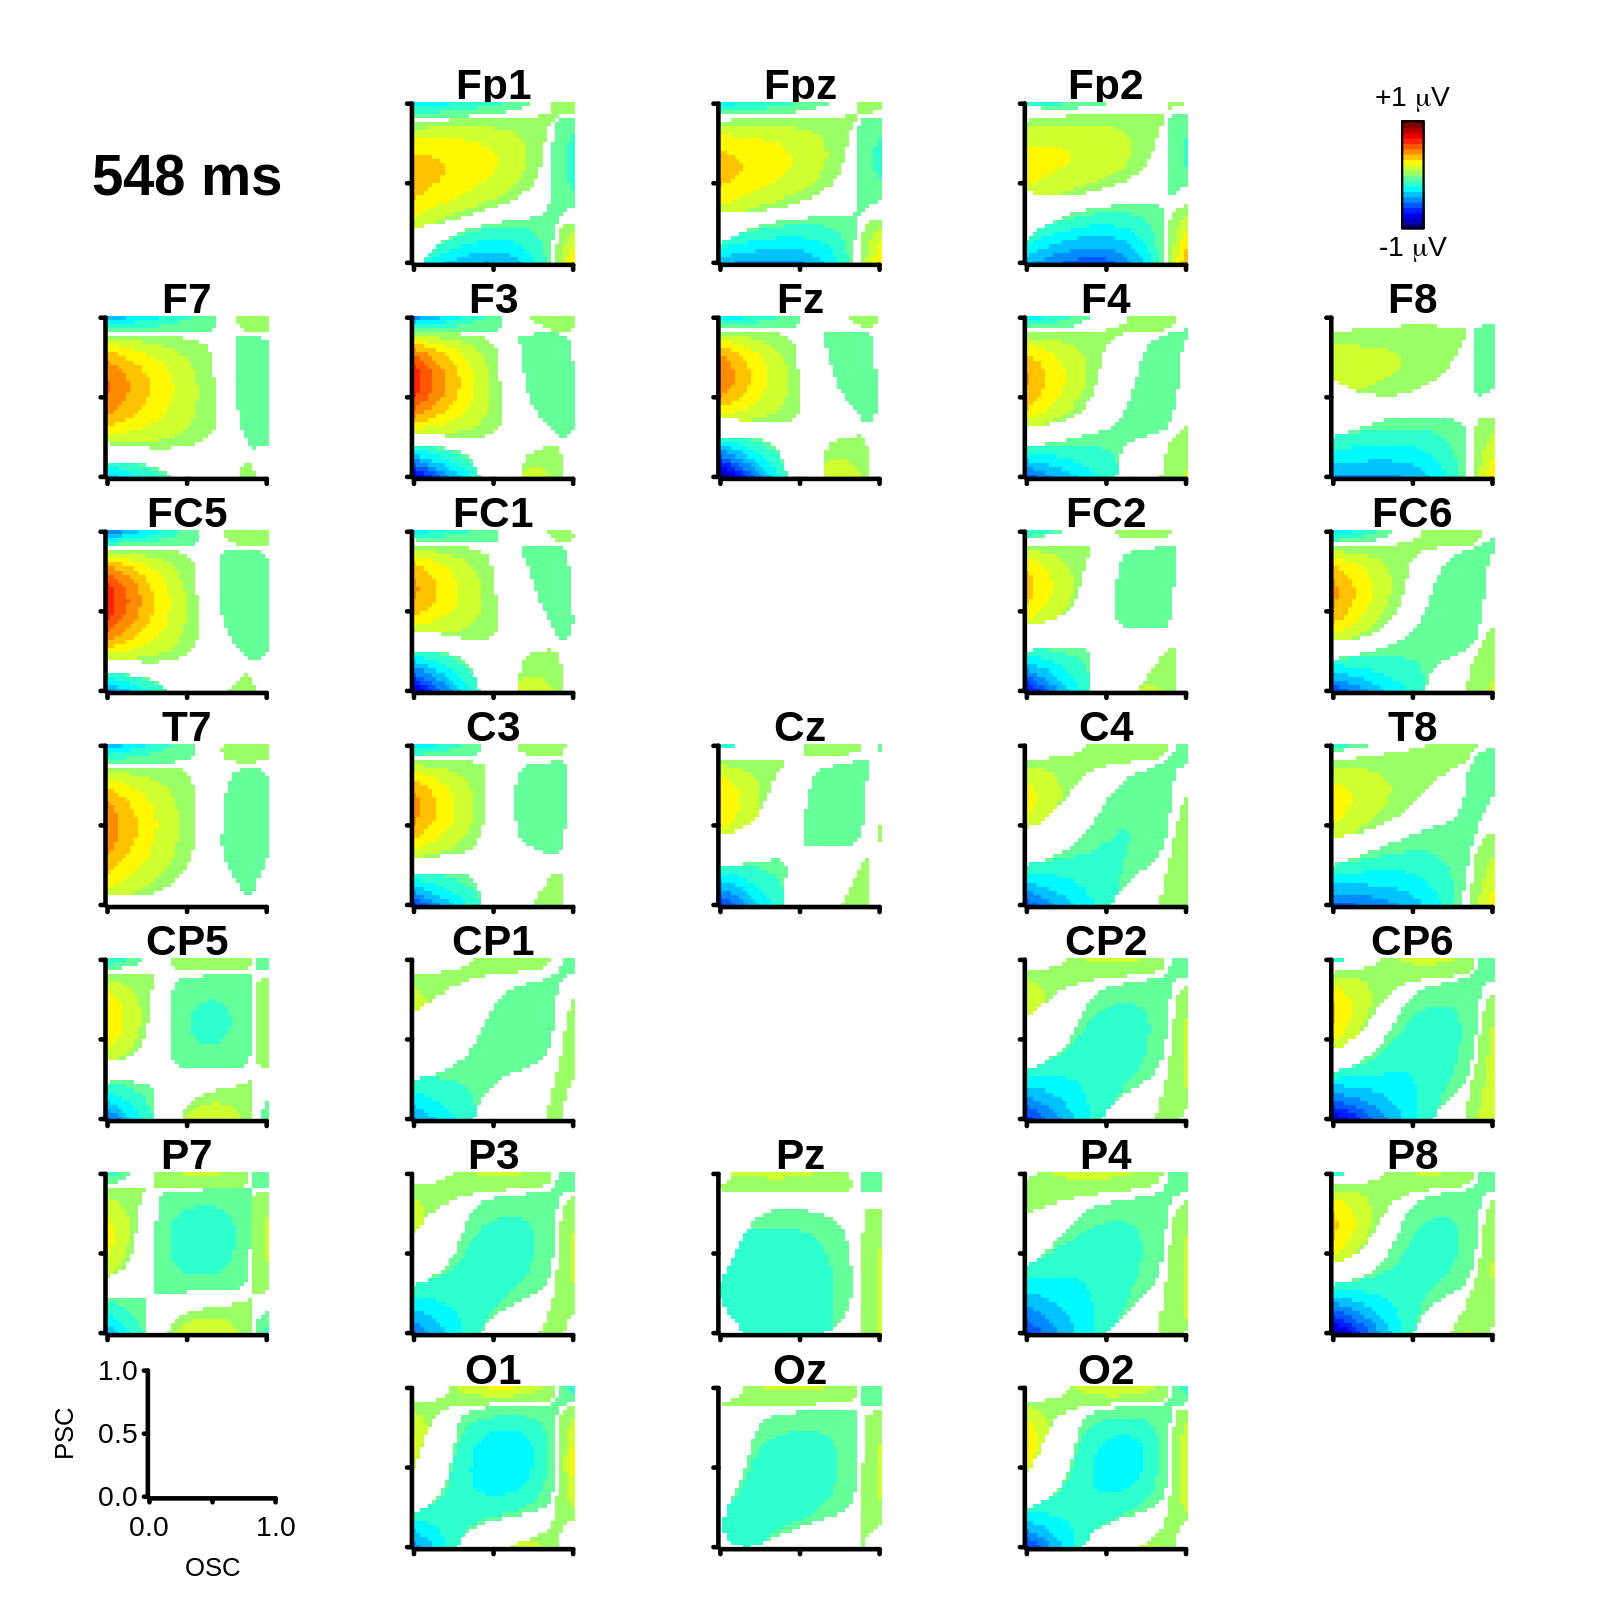 Fp1 Fpz Fp2
+1 μV
548 ms
-1 μV
F7 F3 Fz F4 F8
FC5 FC1 FC2 FC6
T7 C3 Cz C4 T8
CP5 CP1 CP2 CP6
P7 P3 Pz P4 P8
O1 Oz O2
1.0
PSC
0.5
0.0
0.0 1.0
OSC